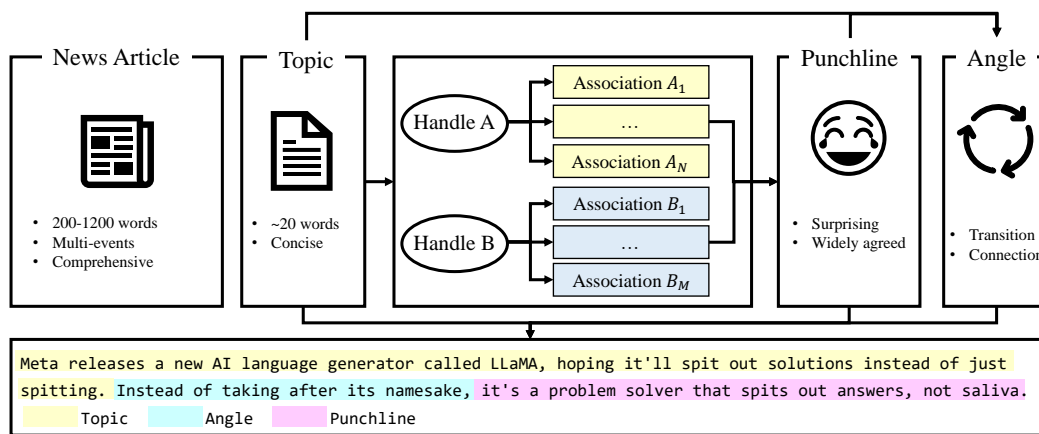 News Article
200-1200 words
Multi-events
Comprehensive
Topic
~20 words
Concise
Handle A
Association A₁
...
Association A_N
Handle B
Association B₁
...
Association B_M
Punchline
Surprising
Widely agreed
Angle
Transition
Connection
Meta releases a new AI language generator called LLaMA, hoping it'll spit out solutions instead of just
spitting. Instead of taking after its namesake, it's a problem solver that spits out answers, not saliva.
Topic Angle Punchline